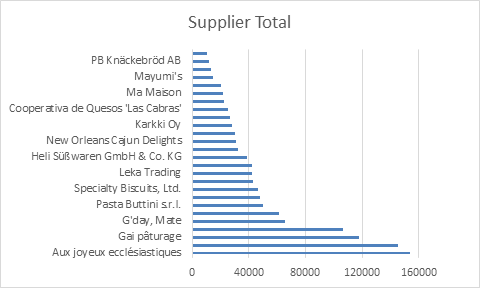 Supplier Total
PB Knäckebröd AB
Mayumi's
Ma Maison
Cooperativa de Quesos 'Las Cabras'
Karkki Oy
New Orleans Cajun Delights
Heli Süßwaren GmbH & Co. KG
Leka Trading
Specialty Biscuits, Ltd.
Pasta Buttini s.r.l.
G'day, Mate
Gai pâturage
Aux joyeux ecclésiastiques
0 40000 80000 120000 160000